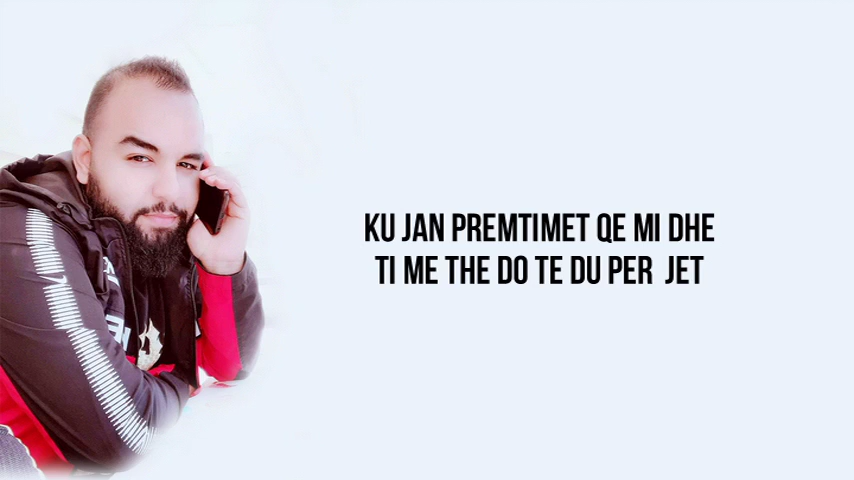 KU JAN PREMTIMET QE MI DHE
TI ME THE DO TE DU PER JET